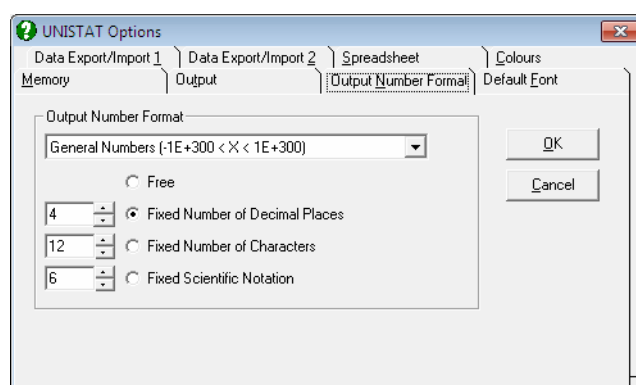 UNISTAT Options
Data Export/Import 1 Data Export/Import 2 Spreadsheet Colours
Memory Output Output Number Format Default Font
Output Number Format
General Numbers (-1E+300 < X < 1E+300)
OK
Free
Cancel
4 Fixed Number of Decimal Places
12 Fixed Number of Characters
6 Fixed Scientific Notation